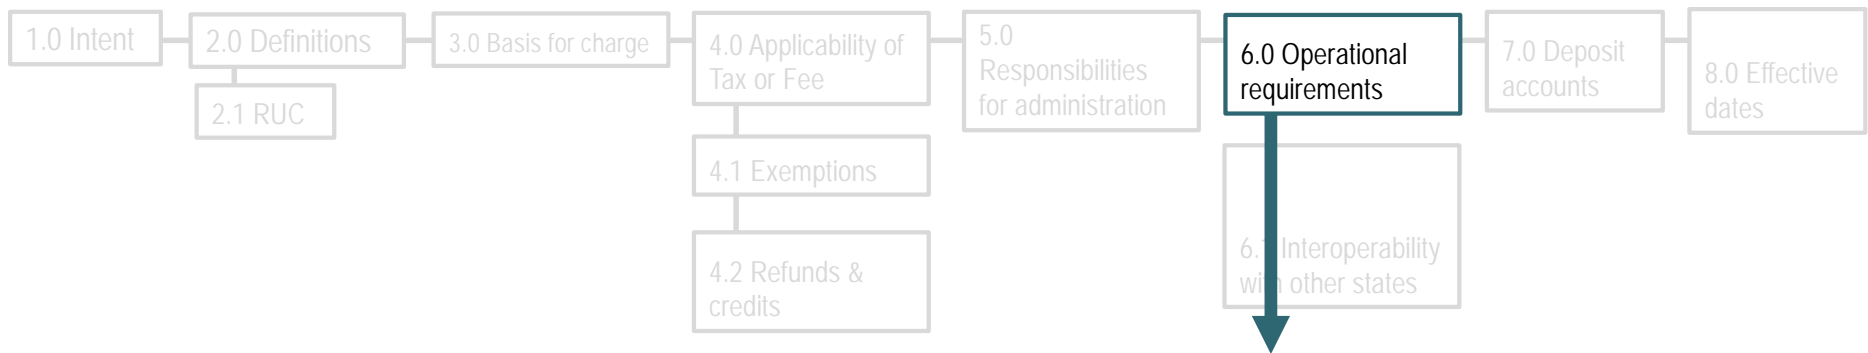 1.0 Intent
2.0 Definitions
2.1 RUC
3.0 Basis for charge
4.0 Applicability of
Tax or Fee
4.1 Exemptions
4.2 Refunds &
credits
5.0
Responsibilities
for administration
6.0 Operational
requirements
6.1 Interoperability
with other states
7.0 Deposit
accounts
8.0 Effective
dates